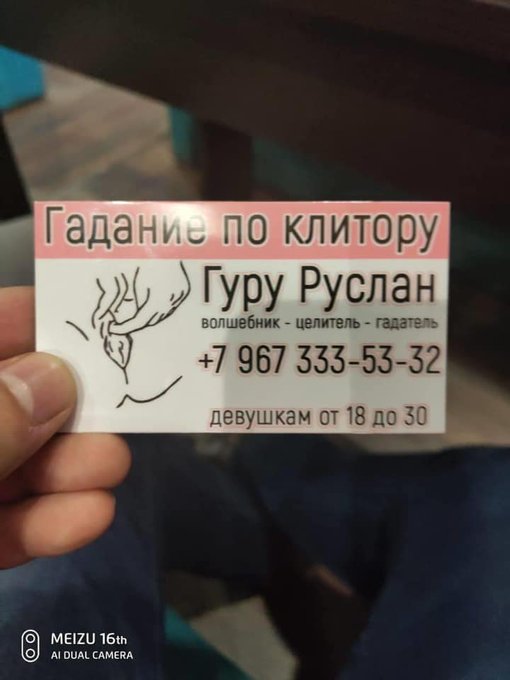 Гадание по клитору
Гуру Руслан
волшебник - целитель - гадатель
+7 967 333-53-32
девушкам от 18 до 30
MEIZU 16th
AI DUAL CAMERA